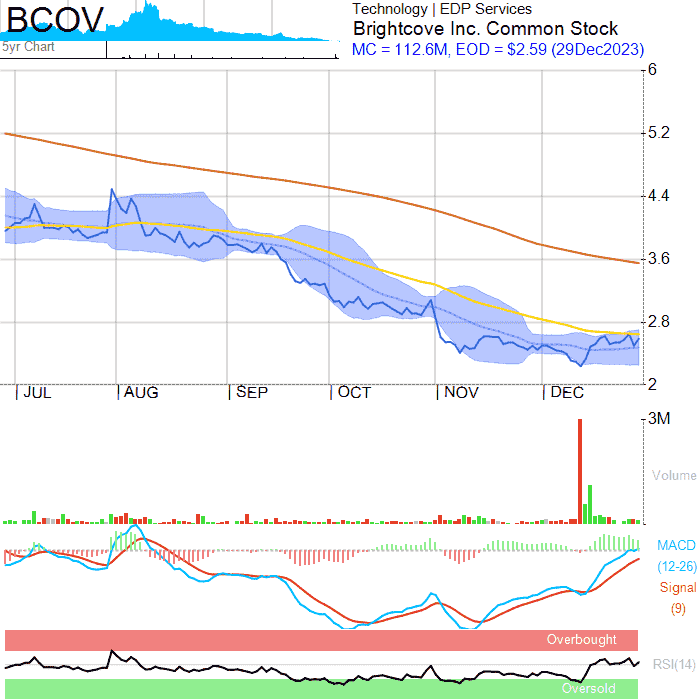 BCOV
5yr Chart
Technology | EDP Services
Brightcove Inc. Common Stock
MC = 112.6M, EOD = $2.59 (29Dec2023)
6
5.2
4.4
3.6
2.8
2
JUL AUG SEP OCT NOV DEC
3M
Volume
MACD
(12-26)
Signal
(9)
Overbought
RSI(14)
Oversold